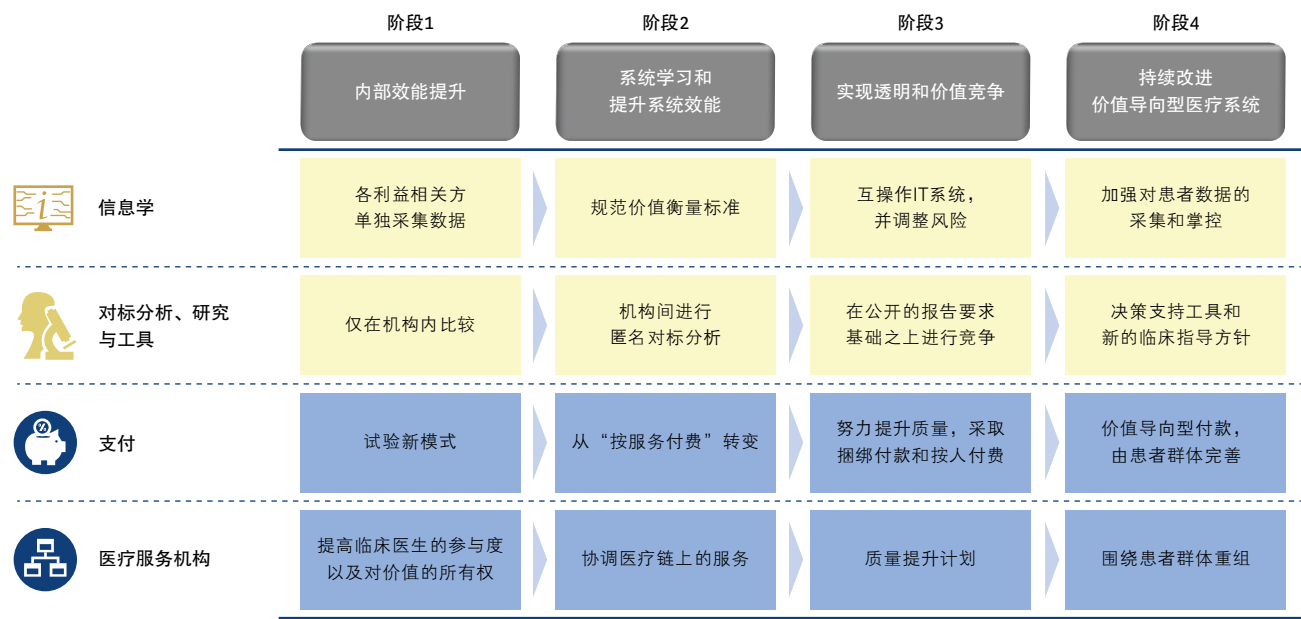 阶段1
阶段2
阶段3
阶段4
内部效能提升
系统学习和
提升系统效能
实现透明和价值竞争
持续改进
价值导向型医疗系统
信息学
各利益相关方
单独采集数据
规范价值衡量标准
互操作IT系统，
并调整风险
加强对患者数据的
采集和掌控
对标分析、研究
与工具
仅在机构内比较
机构间进行
匿名对标分析
在公开的报告要求
基础之上进行竞争
决策支持工具和
新的临床指导方针
支付
试验新模式
从“按服务付费”转变
努力提升质量，采取
捆绑付款和按人付费
价值导向型付款，
由患者群体完善
医疗服务机构
提高临床医生的参与度
以及对价值的所有权
协调医疗链上的服务
质量提升计划
围绕患者群体重组